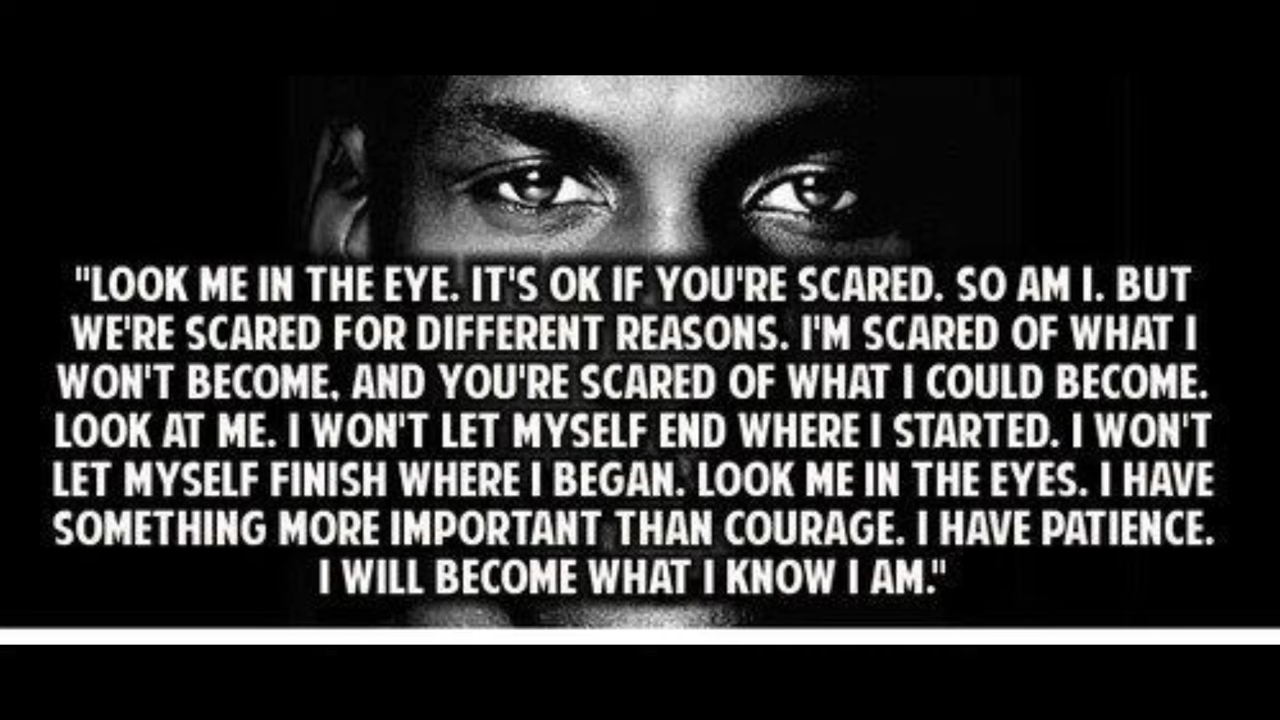 "LOOK ME IN THE EYE. IT'S OK IF YOU'RE SCARED. SO AM I. BUT
WE'RE SCARED FOR DIFFERENT REASONS. I'M SCARED OF WHAT I
WON'T BECOME, AND YOU'RE SCARED OF WHAT I COULD BECOME.
LOOK AT ME. I WON'T LET MYSELF END WHERE I STARTED. I WON'T
LET MYSELF FINISH WHERE I BEGAN. LOOK ME IN THE EYES. I HAVE
SOMETHING MORE IMPORTANT THAN COURAGE. I HAVE PATIENCE.
I WILL BECOME WHAT I KNOW I AM."